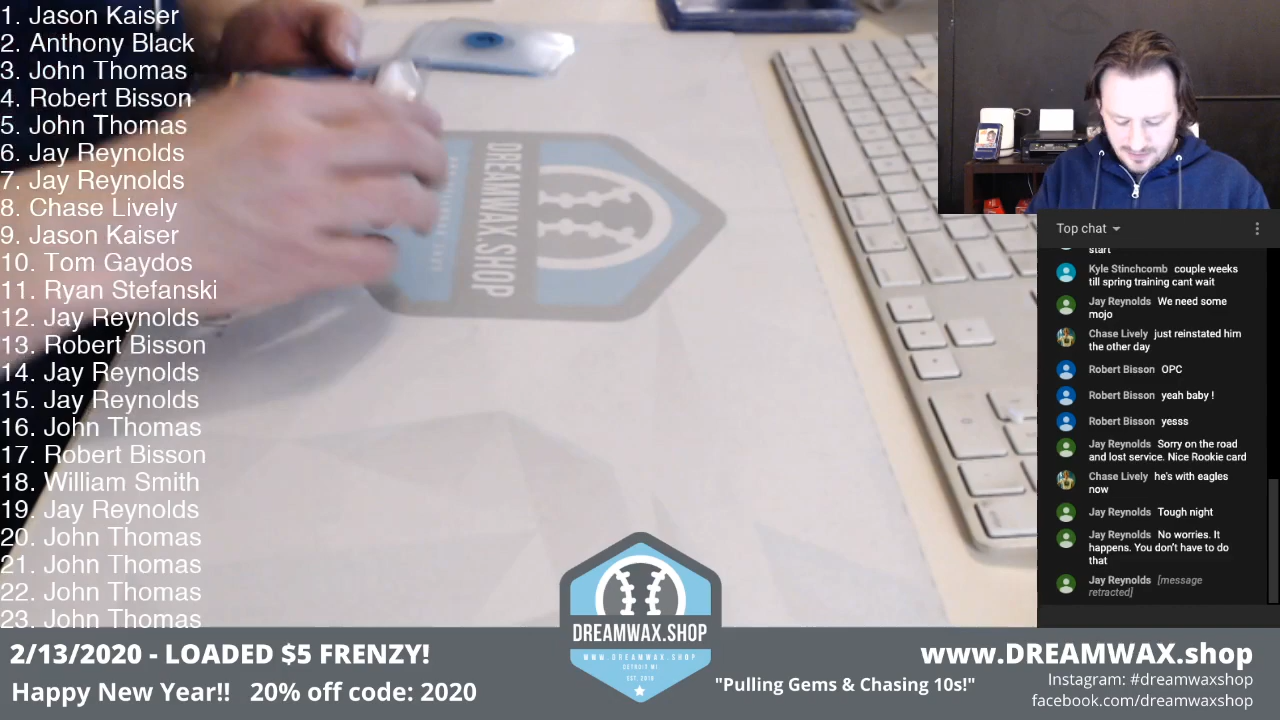 1. Jason Kaiser
2. Anthony Black
3. John Thomas
4. Robert Bisson
5. John Thomas
6. Jay Reynolds
7. Jay Reynolds
8. Chase Lively
9. Jason Kaiser
10. Tom Gaydos
11. Ryan Stefanski
12. Jay Reynolds
13. Robert Bisson
14. Jay Reynolds
15. Jay Reynolds
16. John Thomas
17. Robert Bisson
18. William Smith
19. Jay Reynolds
20. John Thomas
21. John Thomas
22. John Thomas
23. John Thomas
DREAMWAX.SHOP
Top chat
start
Kyle Stinchcomb couple weeks
till spring training cant wait
Jay Reynolds We need some
mojo
Chase Lively just reinstated him
the other day
Robert Bisson OPC
Robert Bisson yeah baby !
Robert Bisson yesss
Jay Reynolds Sorry on the road
and lost service. Nice Rookie card
Chase Lively he's with eagles
now
Jay Reynolds Tough night
Jay Reynolds No worries. It
happens. You don't have to do
that
Jay Reynolds [message
retracted]
2/13/2020 - LOADED $5 FRENZY!
Happy New Year!! 20% off code: 2020
DREAMWAX.SHOP
WWW.DREAMWAX.SHOP
DETROIT MI
EST. 2019
"Pulling Gems & Chasing 10s!"
www.DREAMWAX.shop
Instagram: #dreamwaxshop
facebook.com/dreamwaxshop